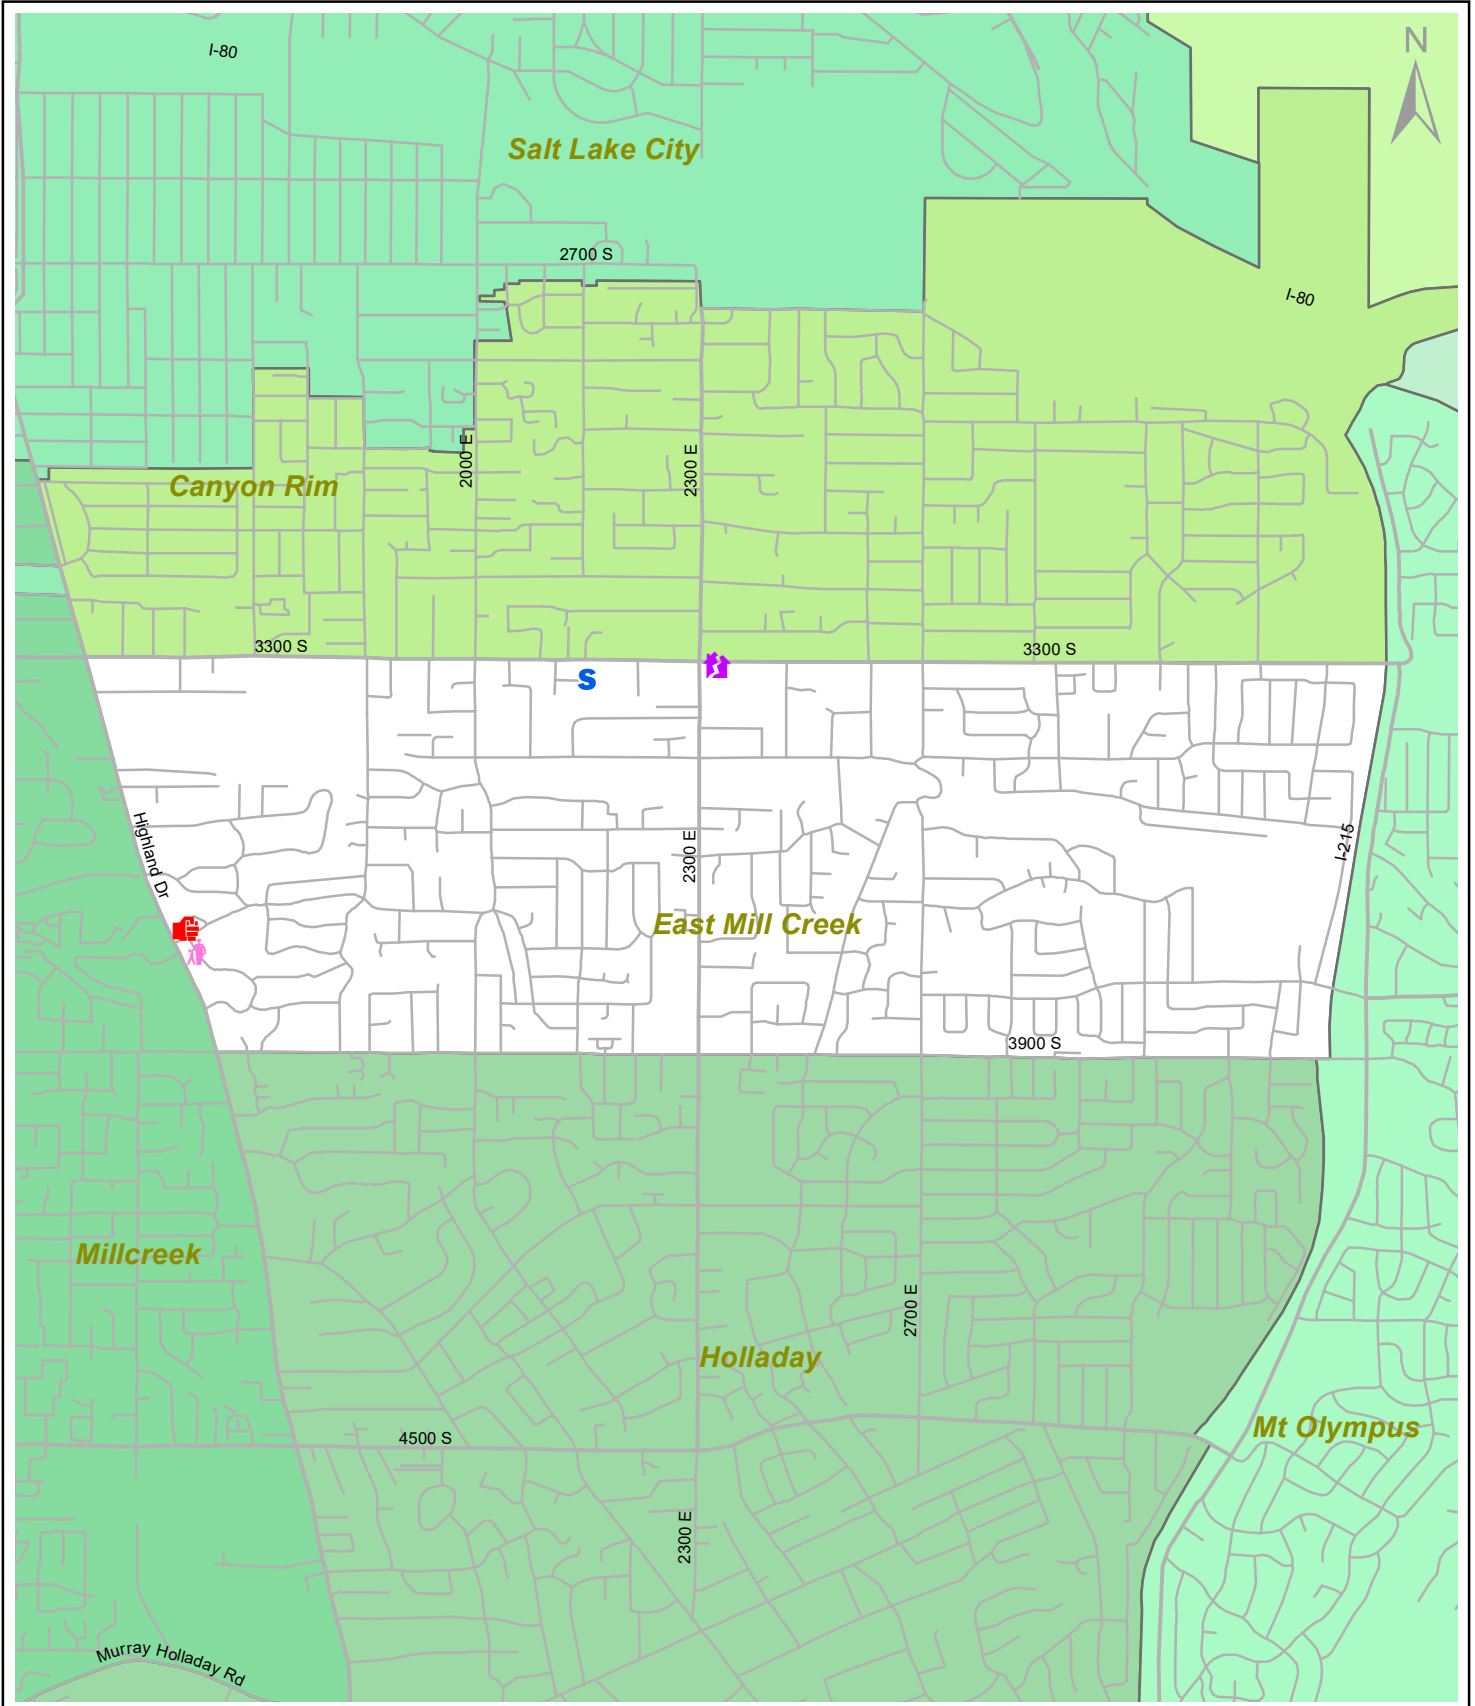 I-80
N
Salt Lake City
2700 S
I-80
2000 E
2300 E
Canyon Rim
3300 S
3300 S
S
Highland Dr
2300 E
I-215
East Mill Creek
3900 S
Millcreek
2700 E
Holladay
Mt Olympus
4500 S
2300 E
Murray Holladay Rd